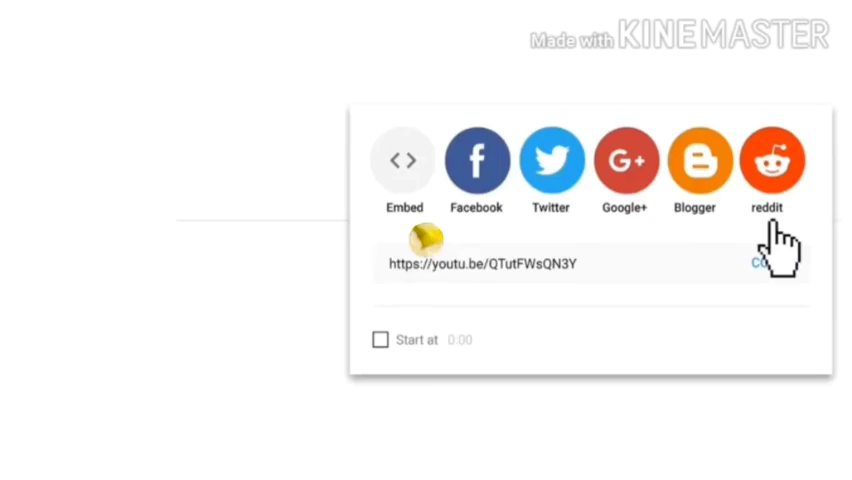 Made with KINEMASTER
Embed Facebook Twitter Google+ Blogger reddit
https://youtu.be/QTutFWsQN3Y
Start at 0:00